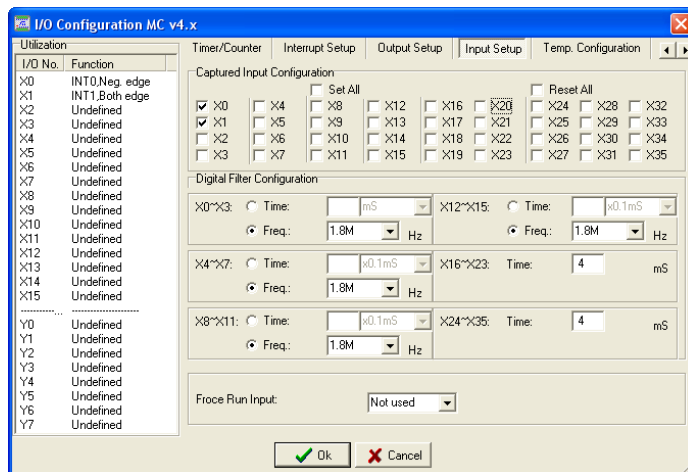 I/O Configuration MC v4.x
Utilization
I/O No. Function
X0 INT0,Neg. edge
X1 INT1,Both edge
X2 Undefined
X3 Undefined
X4 Undefined
X5 Undefined
X6 Undefined
X7 Undefined
X8 Undefined
X9 Undefined
X10 Undefined
X11 Undefined
X12 Undefined
X13 Undefined
X14 Undefined
X15 Undefined
-----------... ----------------------
Y0 Undefined
Y1 Undefined
Y2 Undefined
Y3 Undefined
Y4 Undefined
Y5 Undefined
Y6 Undefined
Y7 Undefined
Timer/Counter Interrupt Setup Output Setup Input Setup Temp. Configuration
Captured Input Configuration
Set All Reset All
X0 X4 X8 X12 X16 X20 X24 X28 X32
X1 X5 X9 X13 X17 X21 X25 X29 X33
X2 X6 X10 X14 X18 X22 X26 X30 X34
X3 X7 X11 X15 X19 X23 X27 X31 X35
Digital Filter Configuration
X0~X3: Time: mS X12~X15: Time: x0.1mS
Freq.: 1.8M Hz Freq.: 1.8M Hz
X4~X7: Time: x0.1mS X16~X23: Time: 4 mS
Freq.: 1.8M Hz
X8~X11: Time: x0.1mS X24~X35: Time: 4 mS
Freq.: 1.8M Hz
Froce Run Input: Not used
Ok Cancel